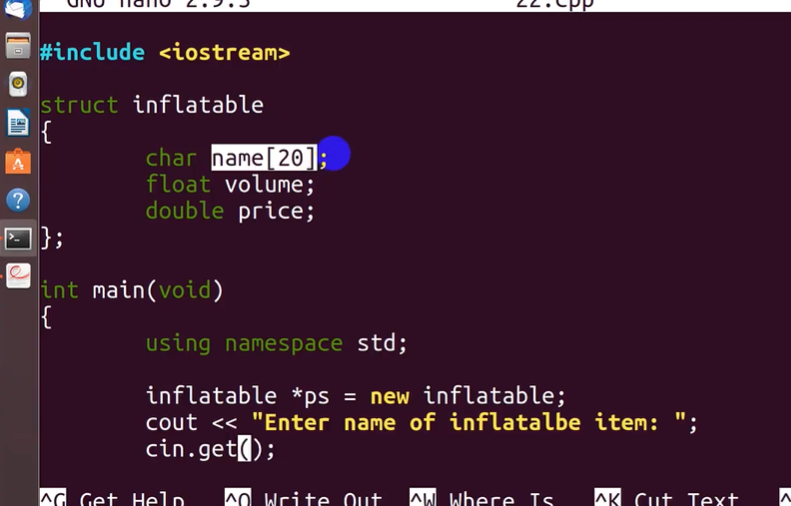 GNU nano 2.9.3 22.cpp
#include <iostream>
struct inflatable
{
char name[20];
float volume;
double price;
};
int main(void)
{
using namespace std;
inflatable *ps = new inflatable;
cout << "Enter name of inflatalbe item: ";
cin.get();
^G Get Help ^O Write Out ^W Where Is ^K Cut Text ^